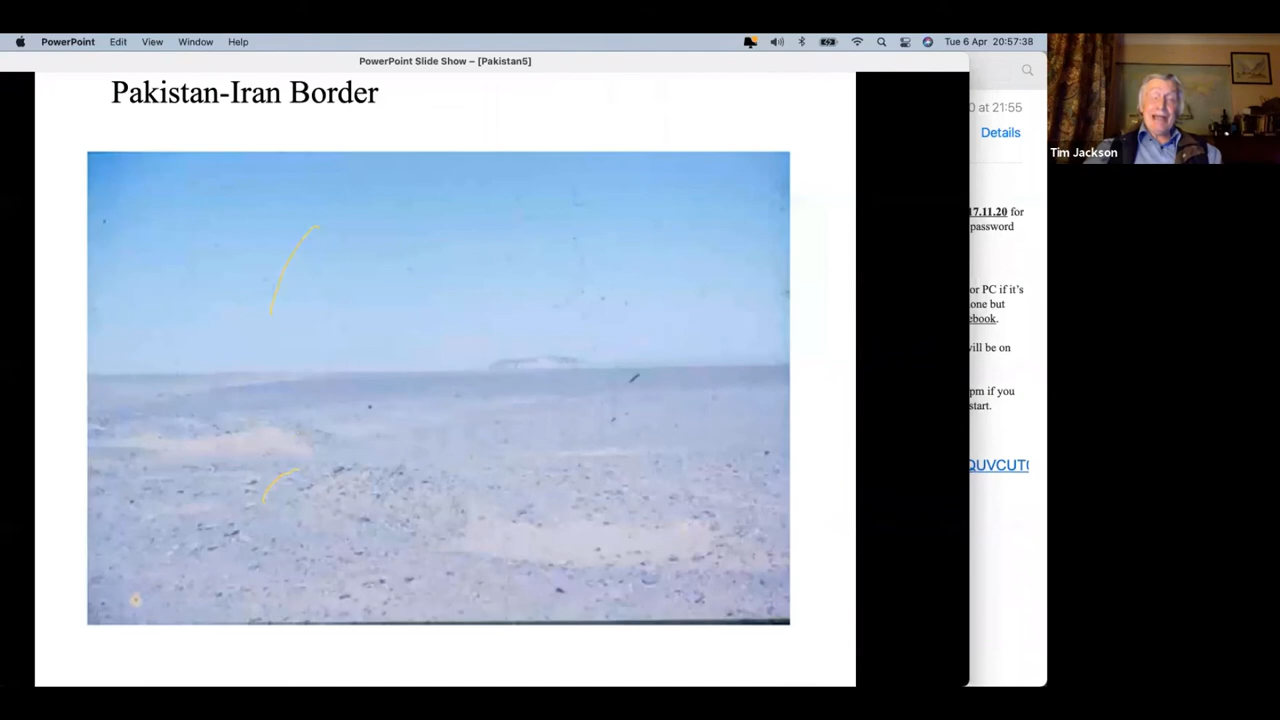 PowerPoint Edit View Window Help Tue 6 Apr 20:57:38
PowerPoint Slide Show – [Pakistan5]
Pakistan-Iran Border
0 at 21:55
Details
Tim Jackson
17.11.20 for
password
or PC if it's
one but
ebook.
will be on
pm if you
start.
QUVCUT